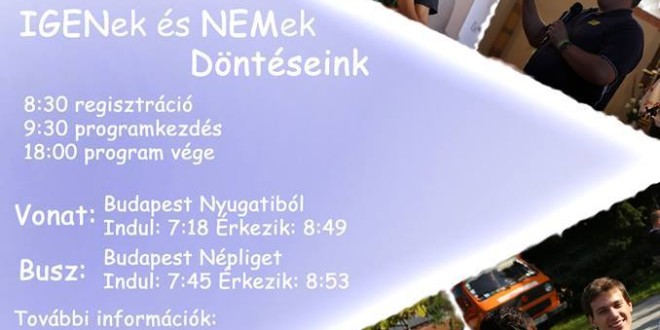 IGENek és NEMek
Döntéseink
8:30 regisztráció
9:30 programkezdés
18:00 program vége
Vonat: Budapest Nyugatiból
Indul: 7:18 Érkezik: 8:49
Busz: Budapest Népliget
Indul: 7:45 Érkezik: 8:53
További információk: